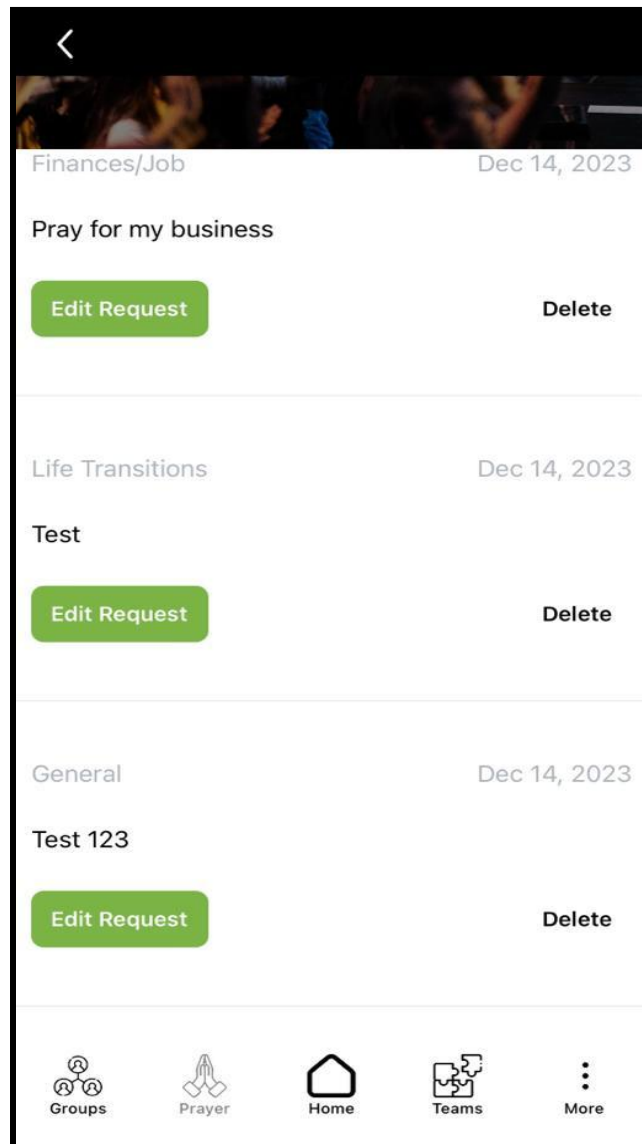 Finances/Job Dec 14, 2023
Pray for my business
Edit Request Delete
Life Transitions Dec 14, 2023
Test
Edit Request Delete
General Dec 14, 2023
Test 123
Edit Request Delete
Groups Prayer Home Teams More